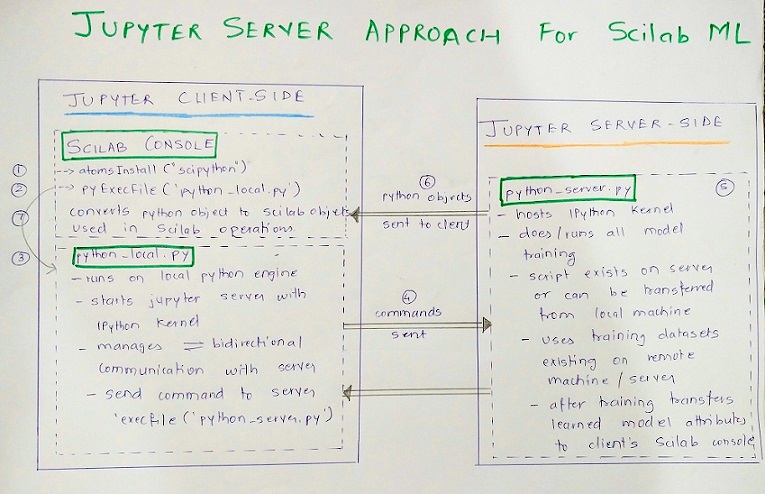 JUPYTER SERVER APPROACH For Scilab ML
JUPYTER CLIENT-SIDE
SCILAB CONSOLE
① --> atomsInstall ("scipython")
② --> pyExecFile ('python_local.py')
⑦ converts python object to scilab objects
used in Scilab operations
③ python_local.py
- runs on local python engine
- starts jupyter server with
IPython kernel
- manages ⇌ bidirectional
communication with server
- send command to server
'execfile ('python_server.py')
⑥
python objects
sent to client
④
commands
sent
JUPYTER SERVER-SIDE
python_server.py ⑤
- hosts IPython kernel
- does/runs all model
training
- script exists on server
or can be transferred
from local machine
- uses training datasets
existing on remote
machine/server
- after training transfers
learned model attributes
to client's Scilab console